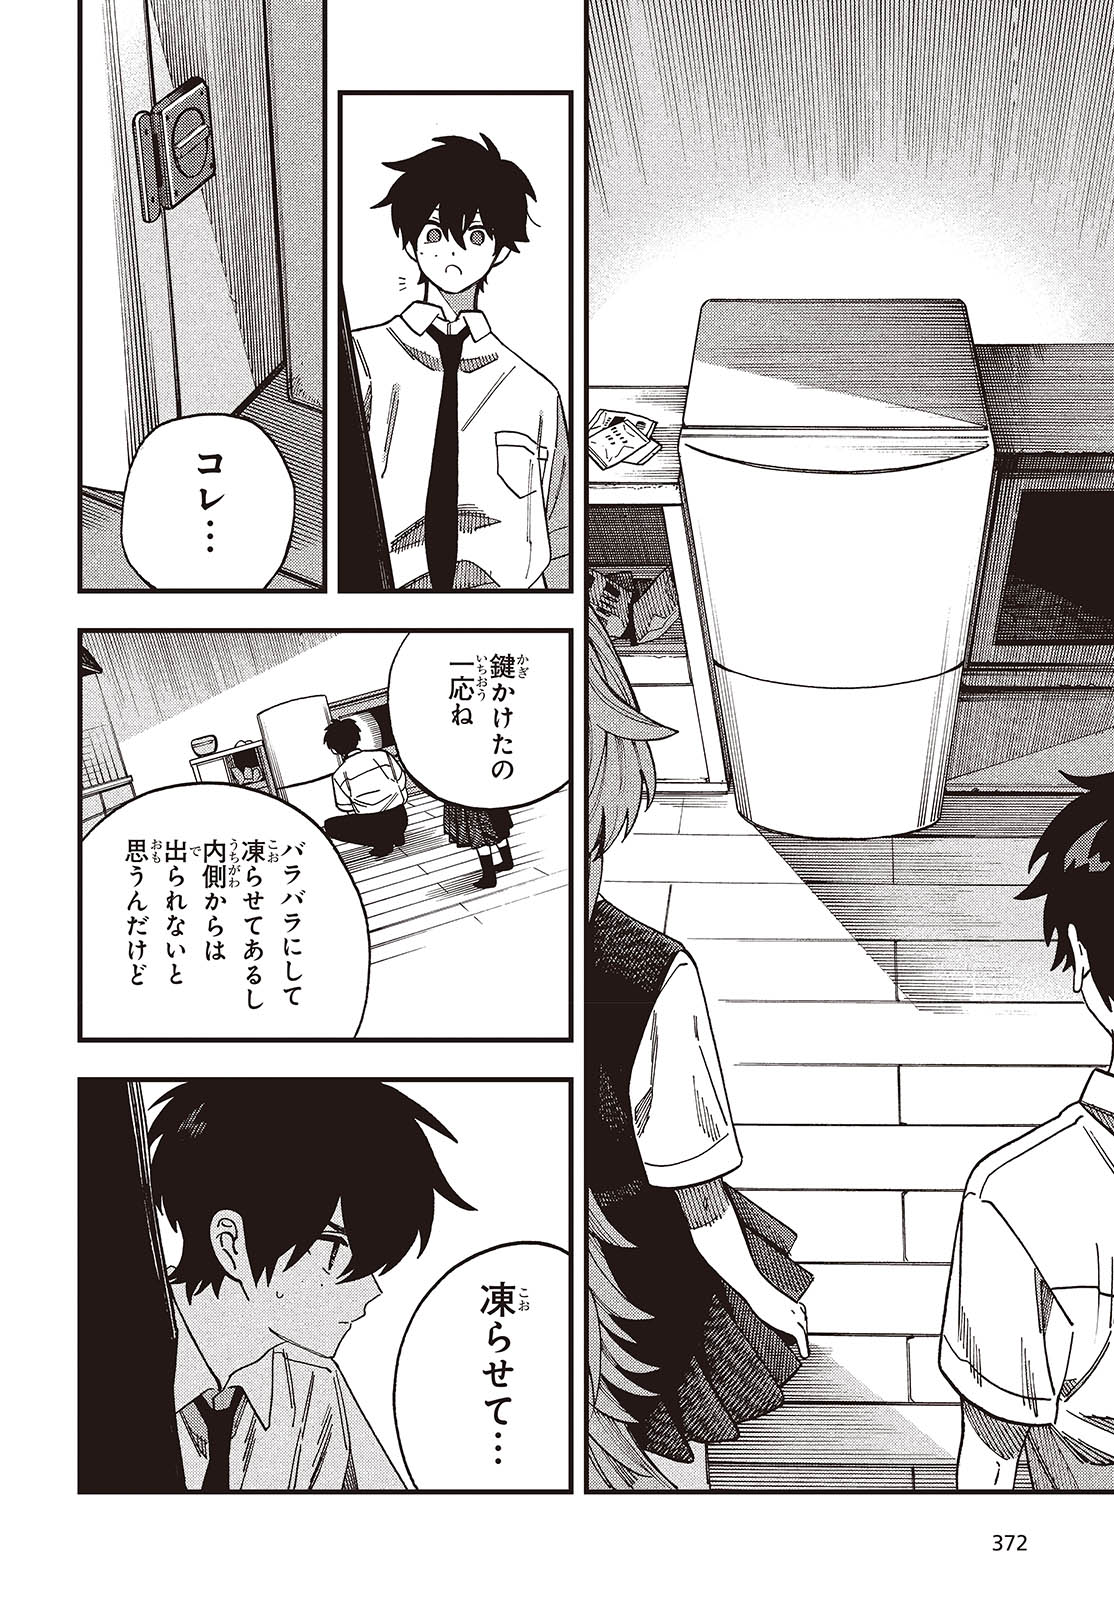 コレ…
鍵かけたの
一応ね
バラバラにして
凍らせてあるし
内側からは
出られないと
思うんだけど
凍らせて…
372